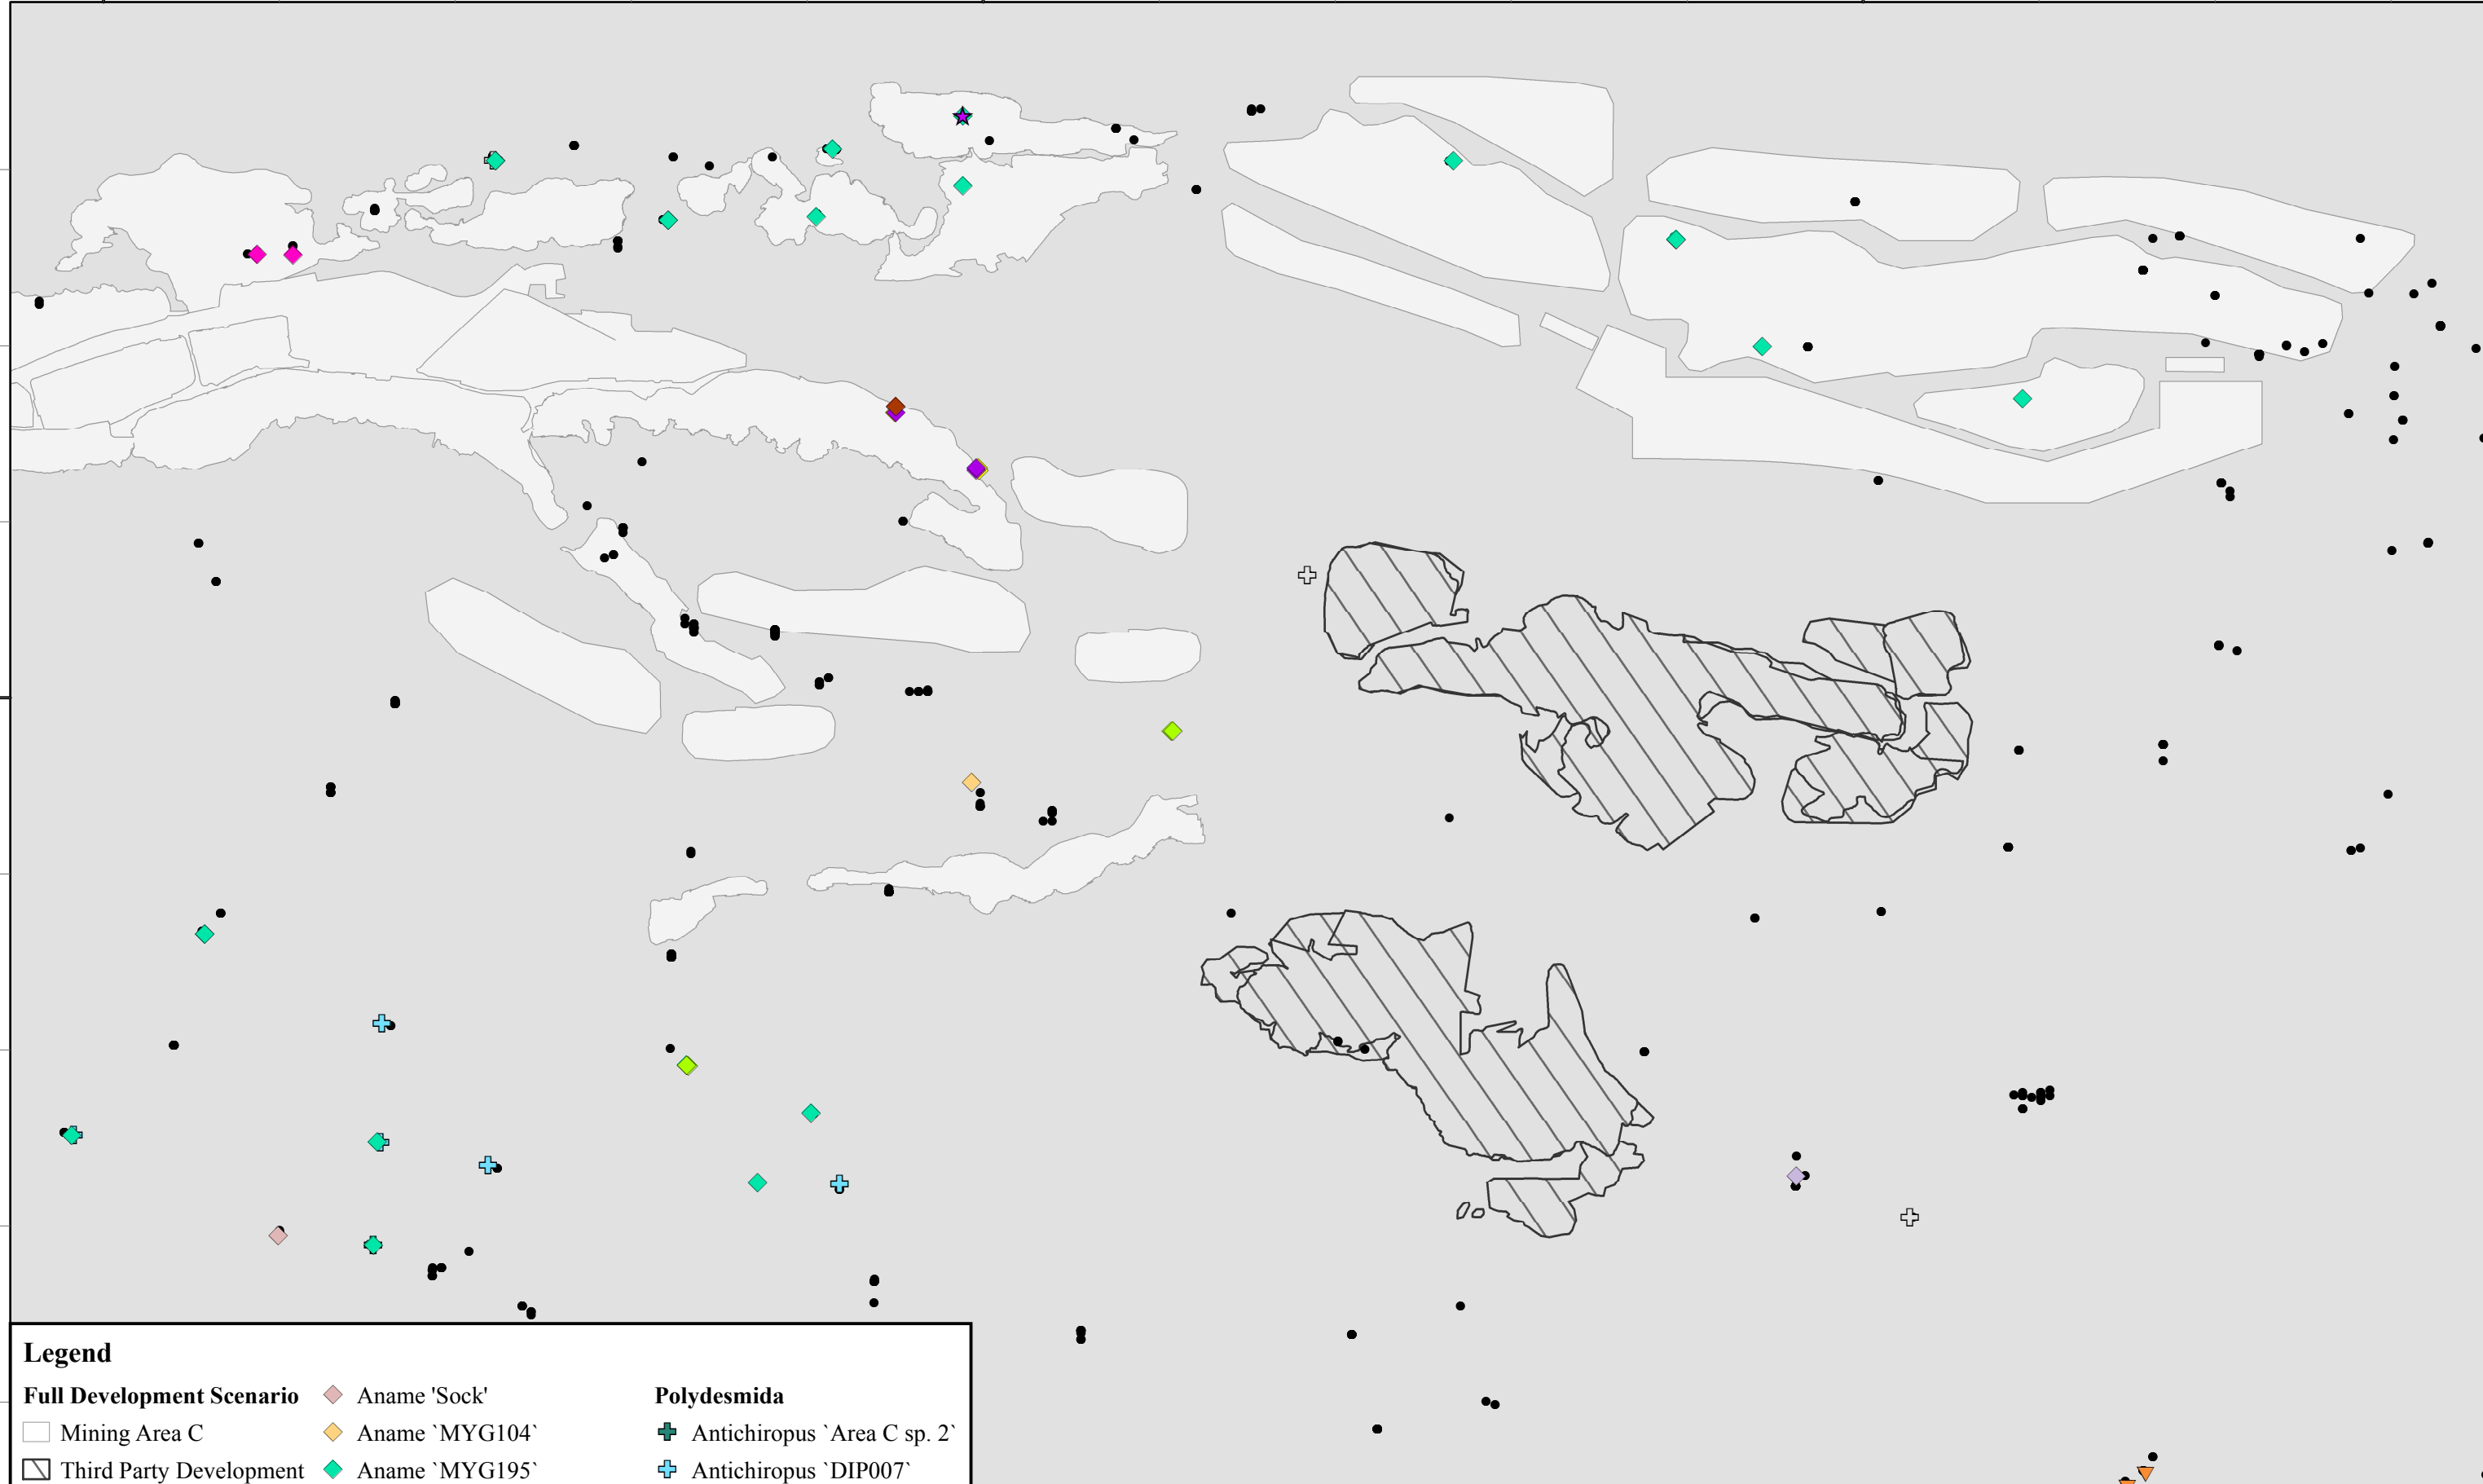 Legend
Full Development Scenario
Mining Area C
Third Party Development
Aname 'Sock'
Aname `MYG104`
Aname `MYG195`
Polydesmida
Antichiropus `Area C sp. 2`
Antichiropus `DIP007`